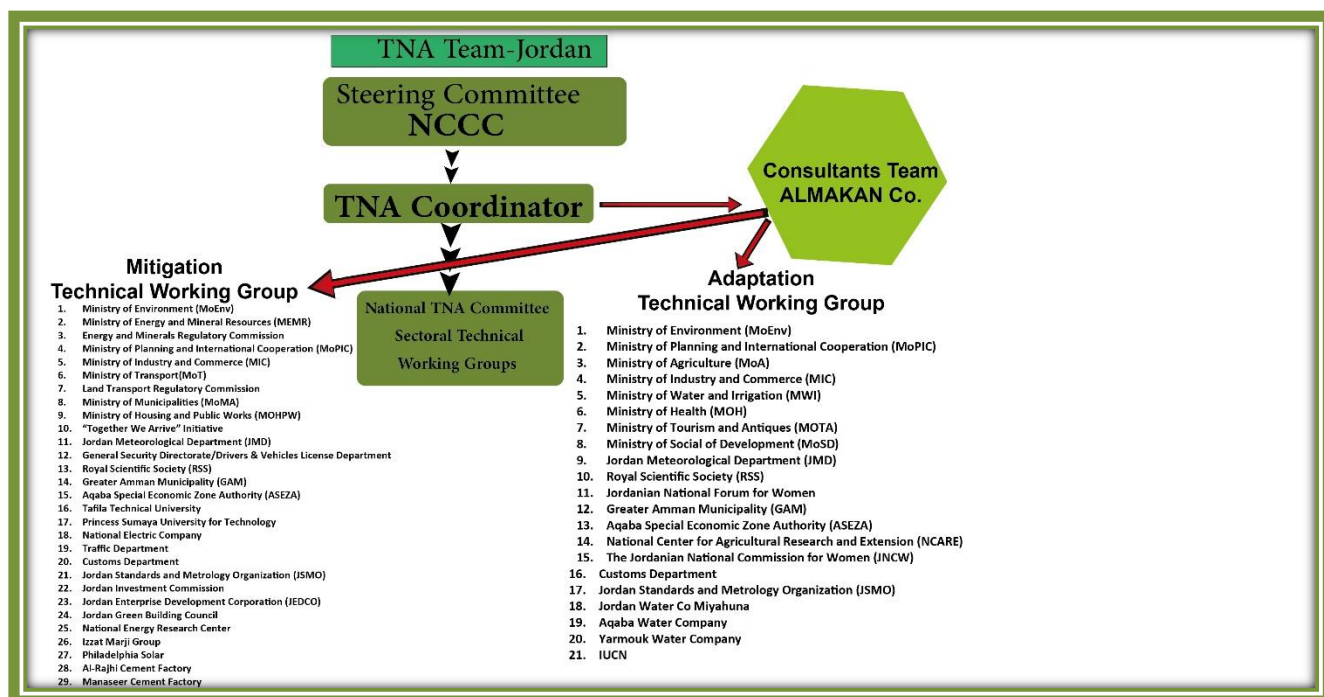 TNA Team-Jordan
Steering Committee
NCCC
TNA Coordinator
Consultants Team
ALMAKAN Co.
National TNA Committee
Sectoral Technical
Working Groups
Mitigation
Technical Working Group
1. Ministry of Environment (MoEnv)
2. Ministry of Energy and Mineral Resources (MEMR)
3. Energy and Minerals Regulatory Commission
4. Ministry of Planning and International Cooperation (MoPIC)
5. Ministry of Industry and Commerce (MIC)
6. Ministry of Transport(MoT)
7. Land Transport Regulatory Commission
8. Ministry of Municipalities (MoMA)
9. Ministry of Housing and Public Works (MOHPW)
10. “Together We Arrive” Initiative
11. Jordan Meteorological Department (JMD)
12. General Security Directorate/Drivers & Vehicles License Department
13. Royal Scientific Society (RSS)
14. Greater Amman Municipality (GAM)
15. Aqaba Special Economic Zone Authority (ASEZA)
16. Tafila Technical University
17. Princess Sumaya University for Technology
18. National Electric Company
19. Traffic Department
20. Customs Department
21. Jordan Standards and Metrology Organization (JSMO)
22. Jordan Investment Commission
23. Jordan Enterprise Development Corporation (JEDCO)
24. Jordan Green Building Council
25. National Energy Research Center
26. Izzat Marji Group
27. Philadelphia Solar
28. Al-Rajhi Cement Factory
29. Manaseer Cement Factory
Adaptation
Technical Working Group
1. Ministry of Environment (MoEnv)
2. Ministry of Planning and International Cooperation (MoPIC)
3. Ministry of Agriculture (MoA)
4. Ministry of Industry and Commerce (MIC)
5. Ministry of Water and Irrigation (MWI)
6. Ministry of Health (MOH)
7. Ministry of Tourism and Antiques (MOTA)
8. Ministry of Social of Development (MoSD)
9. Jordan Meteorological Department (JMD)
10. Royal Scientific Society (RSS)
11. Jordanian National Forum for Women
12. Greater Amman Municipality (GAM)
13. Aqaba Special Economic Zone Authority (ASEZA)
14. National Center for Agricultural Research and Extension (NCARE)
15. The Jordanian National Commission for Women (JNCW)
16. Customs Department
17. Jordan Standards and Metrology Organization (JSMO)
18. Jordan Water Co Miyahuna
19. Aqaba Water Company
20. Yarmouk Water Company
21. IUCN